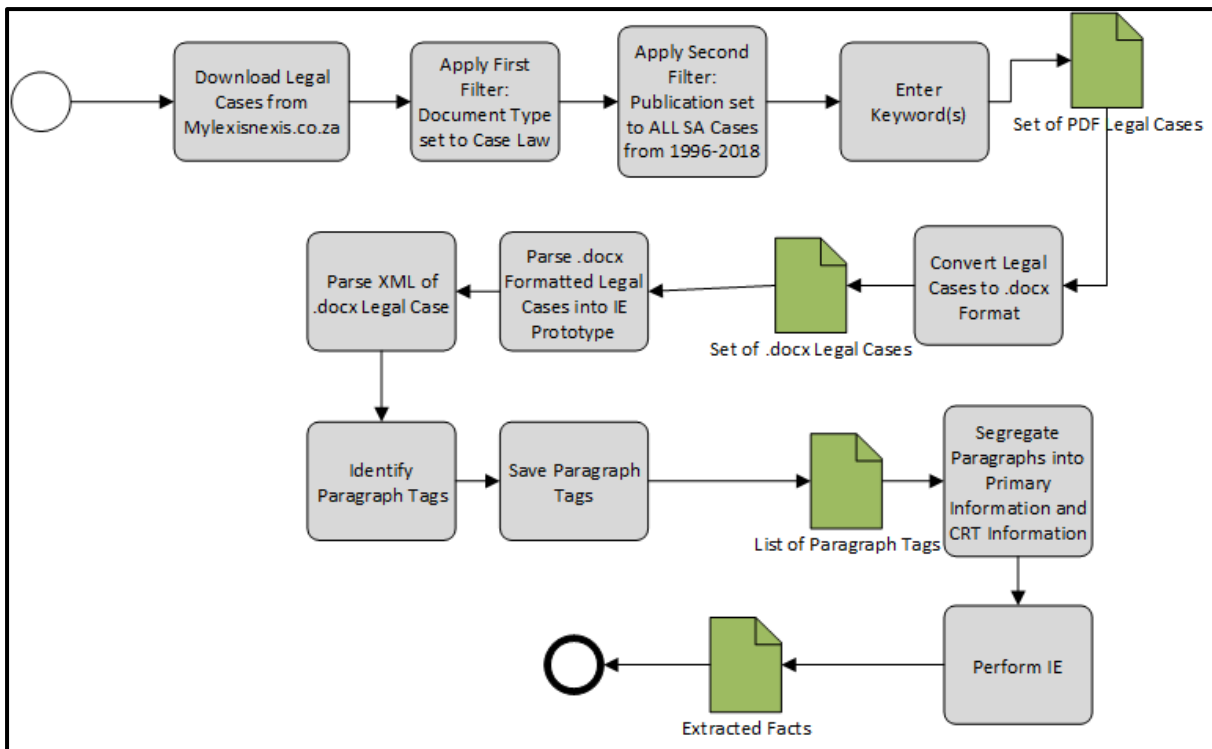 Download Legal
Cases from
Mylexisnexis.co.za
Apply First
Filter:
Document Type
set to Case Law
Apply Second
Filter:
Publication set
to ALL SA Cases
from 1996-2018
Enter
Keyword(s)
Set of PDF Legal Cases
Convert Legal
Cases to .docx
Format
Set of .docx Legal Cases
Parse .docx
Formatted Legal
Cases into IE
Prototype
Parse XML of
.docx Legal Case
Identify
Paragraph Tags
Save Paragraph
Tags
List of Paragraph Tags
Segregate
Paragraphs into
Primary
Information and
CRT Information
Perform IE
Extracted Facts